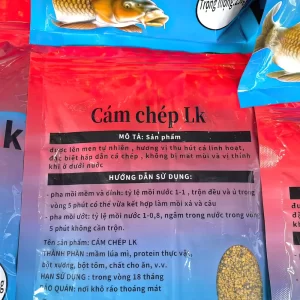 Trọng lượng
Cám chép Lk
MÔ TẢ: Sản phẩm
được lên men tự nhiên , hương vị thu hút cá linh hoạt,
đặc biệt hấp dẫn cá chép , không bị mất mùi và vị thính
khi ở dưới nước
HƯỚNG DẪN SỬ DỤNG:
- pha mồi mềm và dính: tỷ lệ mồi nước 1-1 , trộn đều và ủ trong
vòng 5 phút có thể vừa kết hợp làm mồi xả và câu
- pha mồi ướt: tỷ lệ mồi nước 1-0,8, ngâm trong nước trong vòng
5 phút không cần trộn.
Tên sản phẩm: CÁM CHÉP LK
THÀNH PHẦN :mầm lúa mì, protein thực vật,
bột xương, bột tôm, chất cho ăn, v.v.
HẠN SỬ DỤNG : trong vòng 18 tháng
BẢO QUẢN: nơi khô ráo thoáng mát
k